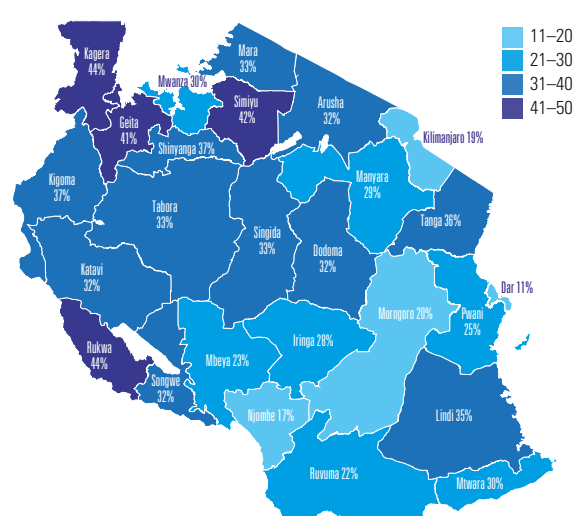 11–20
21–30
31–40
41–50
Kagera
44%
Mara
33%
Mwanza 30%
Simiyu
42%
Arusha
32%
Geita
41%
Kilimanjaro 19%
Shinyanga 37%
Kigoma
37%
Manyara
29%
Tabora
33%
Tanga 36%
Singida
33%
Dodoma
32%
Katavi
32%
Dar 11%
Morogoro 20%
Pwani
25%
Iringa 28%
Rukwa
44%
Mbeya 23%
Songwe
32%
Njombe 17%
Lindi 35%
Ruvuma 22%
Mtwara 30%